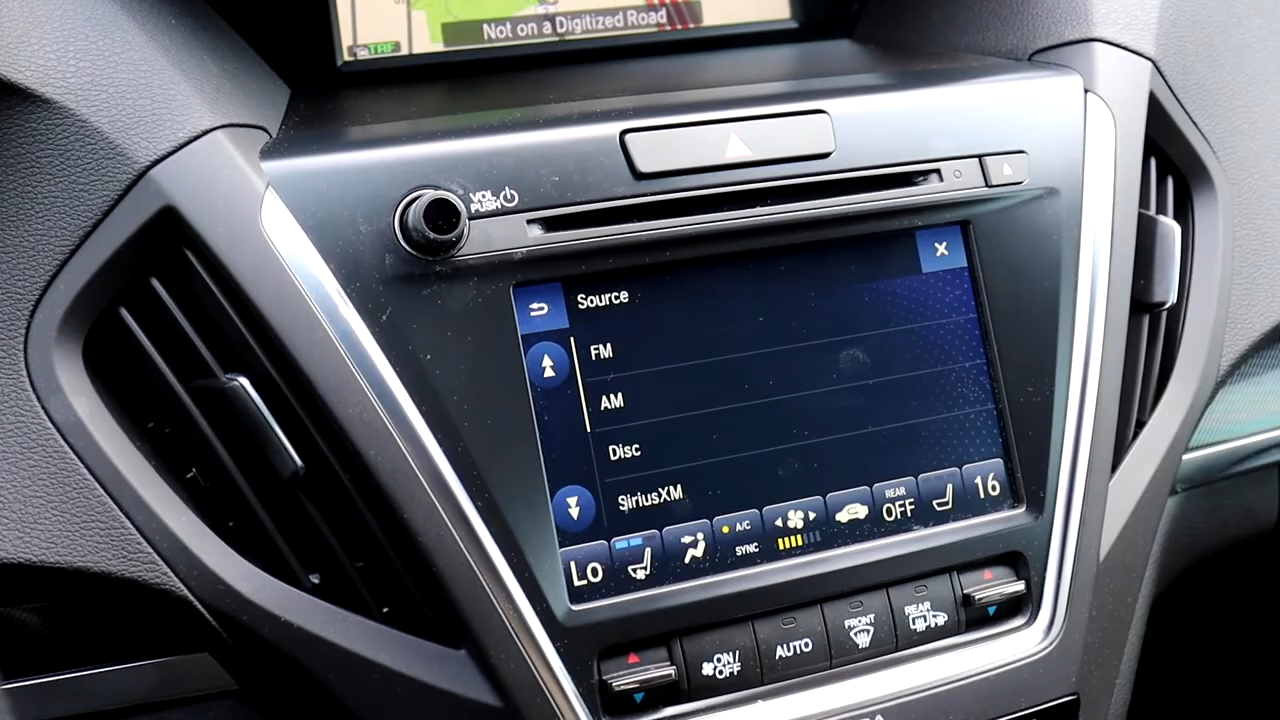 Not on a Digitized Road
TRF
VOL
PUSH
Source
FM
AM
Disc
SiriusXM
Lo
A/C
SYNC
REAR
OFF
16
ON/
OFF
AUTO
FRONT
REAR